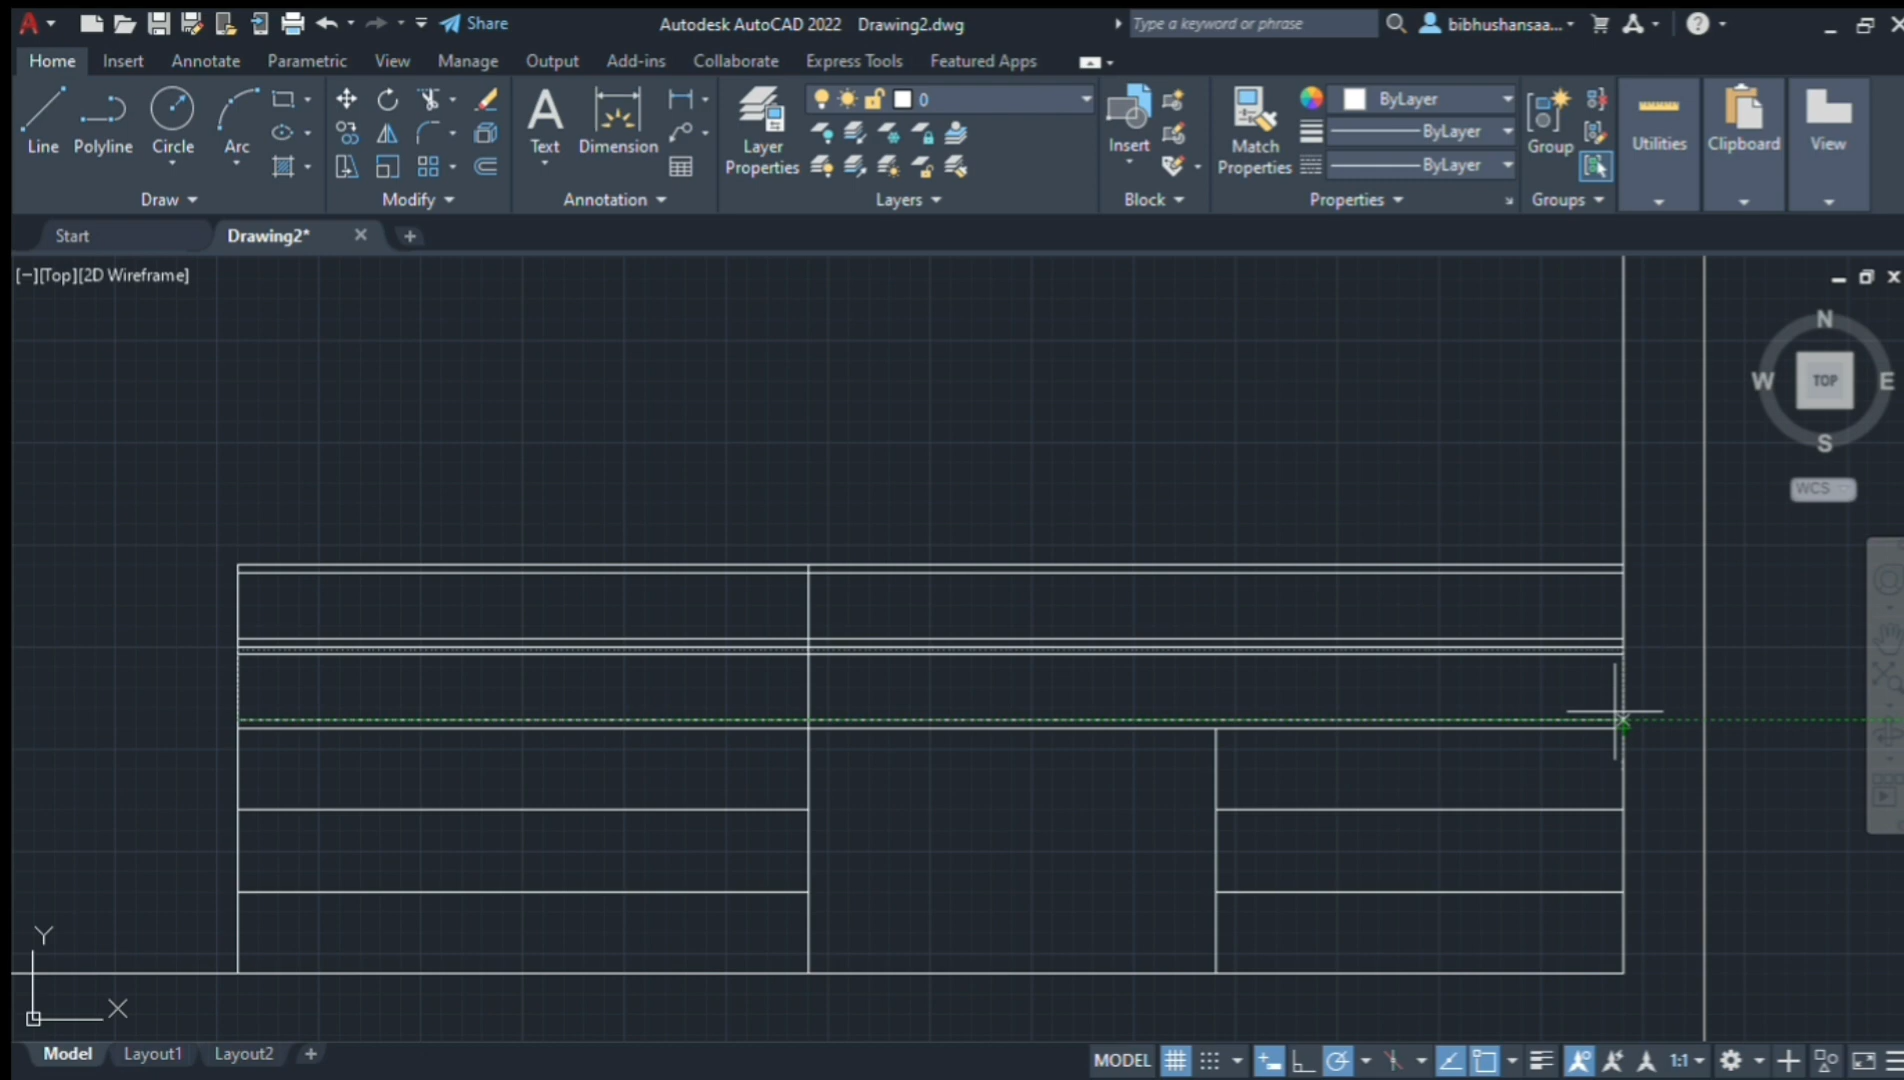 Share
Autodesk AutoCAD 2022 Drawing2.dwg
Type a keyword or phrase
bibhushansaa...
Home Insert Annotate Parametric View Manage Output Add-ins Collaborate Express Tools Featured Apps
Line Polyline Circle Arc
Text Dimension
Layer Properties
0
Insert
Match Properties
ByLayer
ByLayer
ByLayer
Group
Utilities
Clipboard
View
Draw Modify Annotation Layers Block Properties Groups
Start Drawing2*
[−][Top][2D Wireframe]
N
W TOP E
S
WCS
Y
X
Model Layout1 Layout2
MODEL 1:1